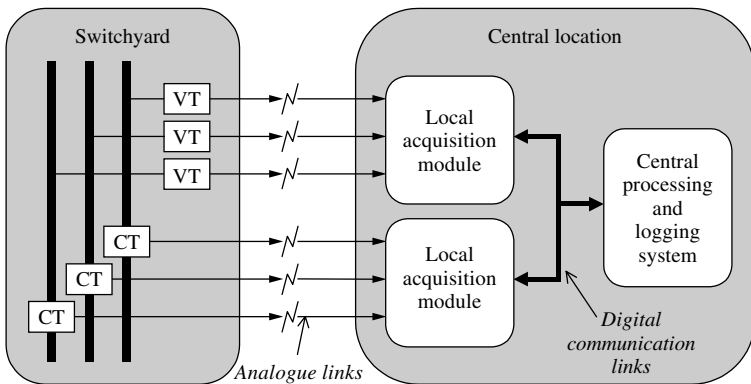 Switchyard
Central location
VT
VT
VT
CT
CT
CT
Local
acquisition
module
Local
acquisition
module
Central
processing
and
logging
system
Analogue links
Digital
communication
links